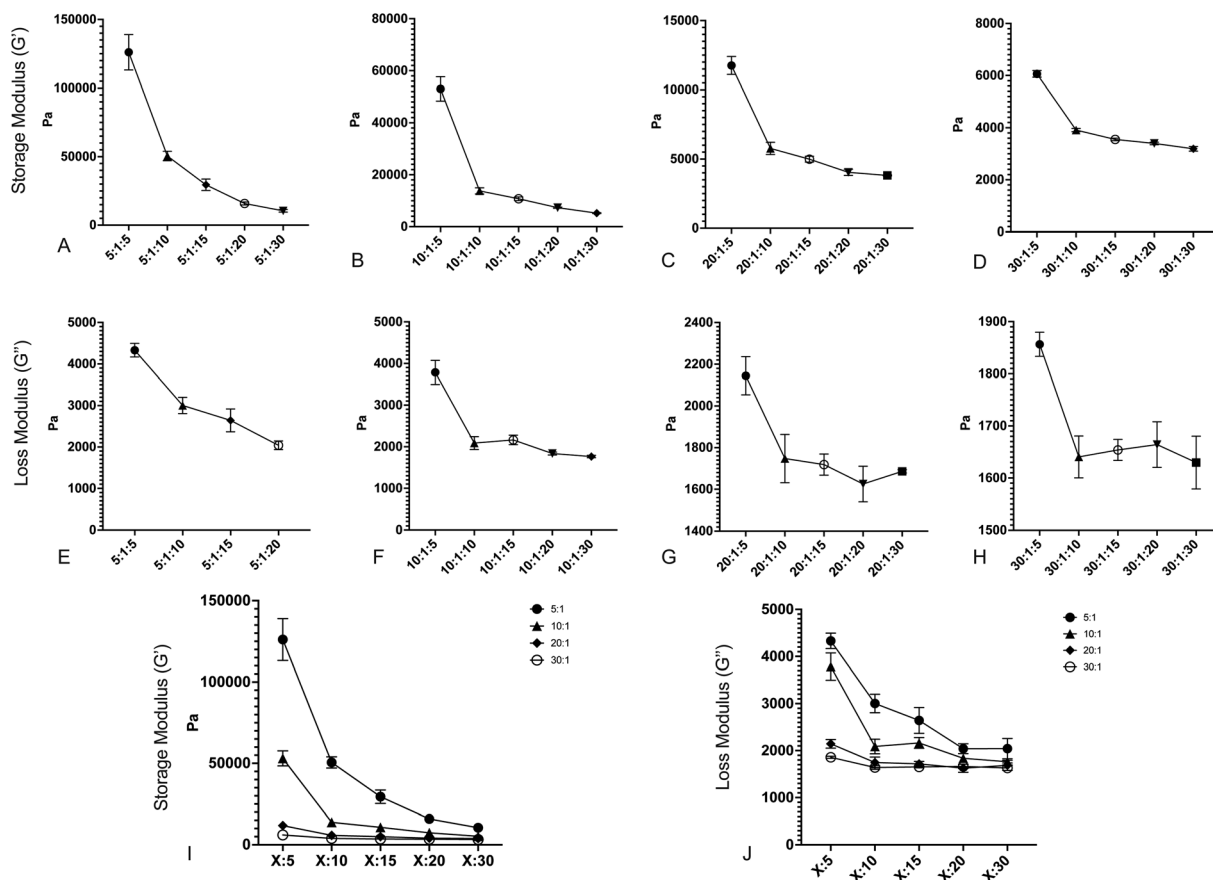 Storage Modulus (G')
Pa
150000
100000
50000
0
5:1:5
5:1:10
5:1:15
5:1:20
5:1:30
A
Pa
80000
60000
40000
20000
0
10:1:5
10:1:10
10:1:15
10:1:20
10:1:30
B
Pa
15000
10000
5000
0
20:1:5
20:1:10
20:1:15
20:1:20
20:1:30
C
Pa
8000
6000
4000
2000
0
30:1:5
30:1:10
30:1:15
30:1:20
30:1:30
D
Loss Modulus (G")
Pa
5000
4000
3000
2000
1000
0
5:1:5
5:1:10
5:1:15
5:1:20
E
Pa
5000
4000
3000
2000
1000
0
10:1:5
10:1:10
10:1:15
10:1:20
10:1:30
F
Pa
2400
2200
2000
1800
1600
1400
20:1:5
20:1:10
20:1:15
20:1:20
20:1:30
G
Pa
1900
1800
1700
1600
1500
30:1:5
30:1:10
30:1:15
30:1:20
30:1:30
H
Storage Modulus (G')
Pa
150000
100000
50000
0
X:5
X:10
X:15
X:20
X:30
5:1
10:1
20:1
30:1
I
Loss Modulus (G")
Pa
5000
4000
3000
2000
1000
0
X:5
X:10
X:15
X:20
X:30
5:1
10:1
20:1
30:1
J